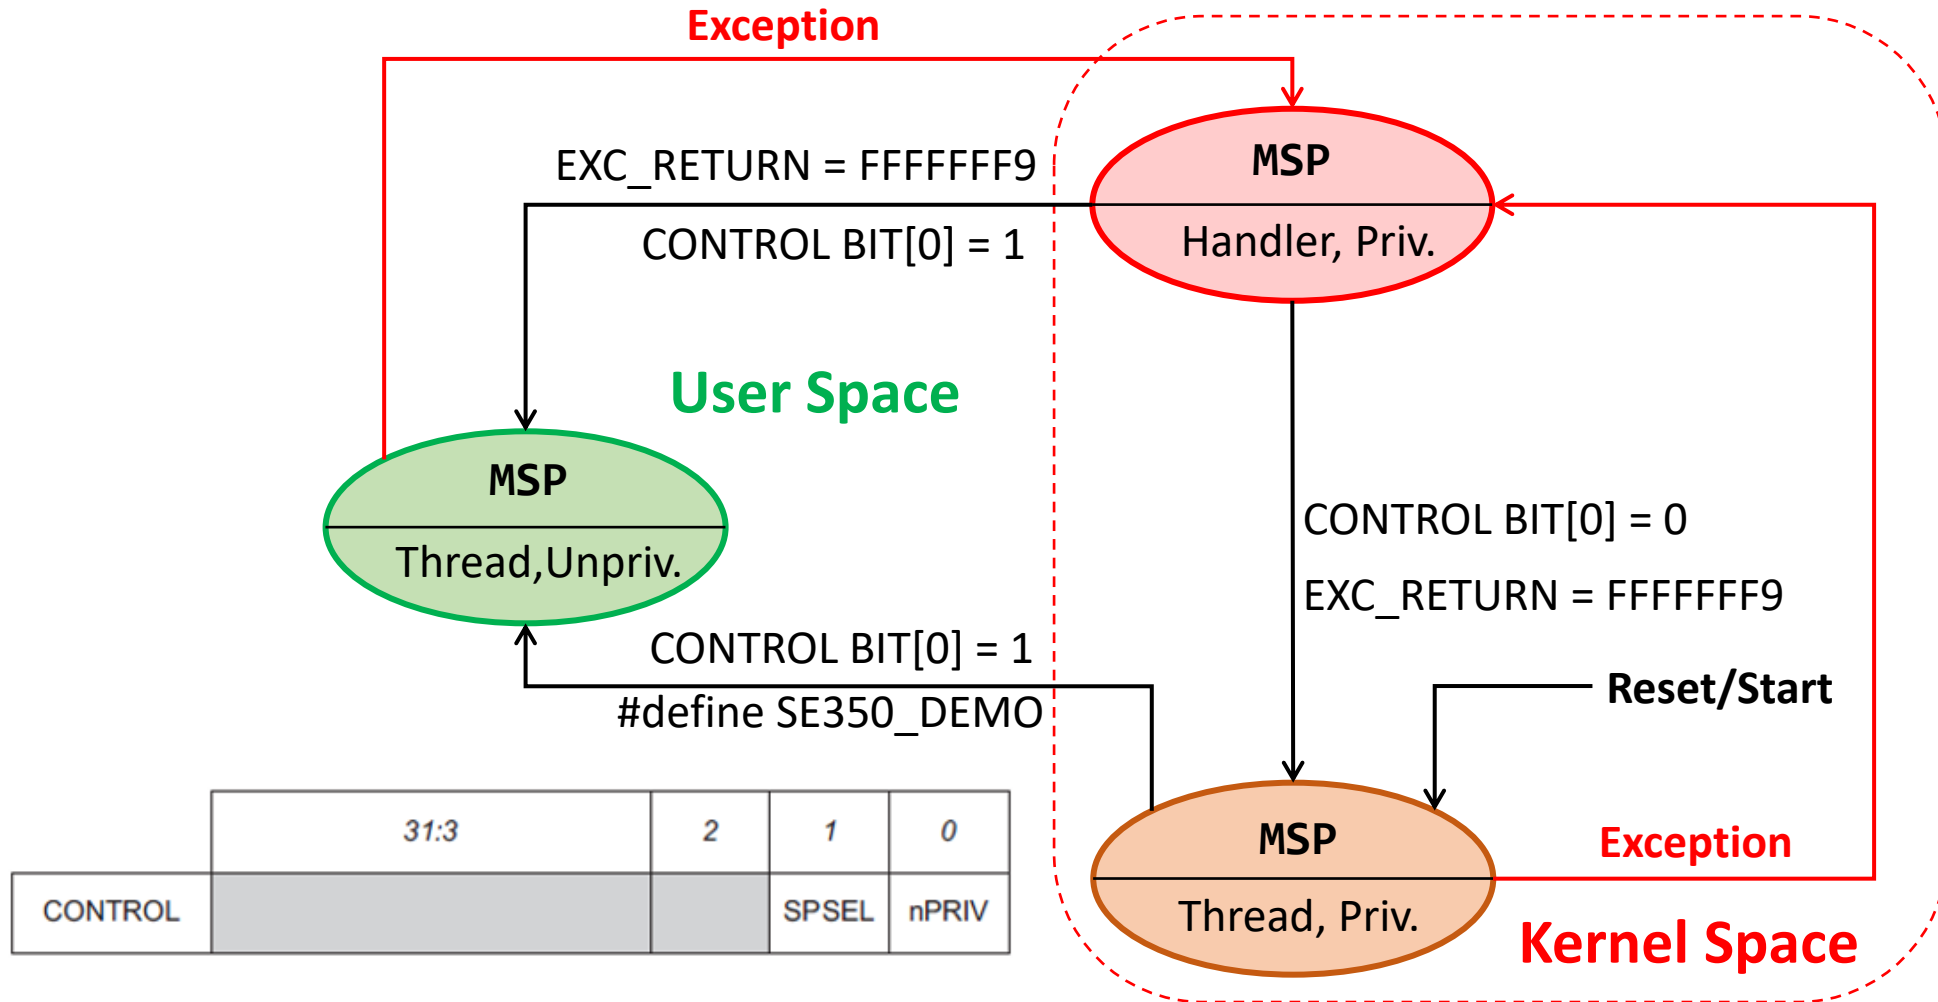 Exception
EXC_RETURN = FFFFFFF9
CONTROL BIT[0] = 1
MSP
Handler, Priv.
User Space
MSP
Thread,Unpriv.
CONTROL BIT[0] = 0
EXC_RETURN = FFFFFFF9
CONTROL BIT[0] = 1
#define SE350_DEMO
Reset/Start
MSP
Thread, Priv.
Exception
Kernel Space
31:3 2 1 0
CONTROL SPSEL nPRIV